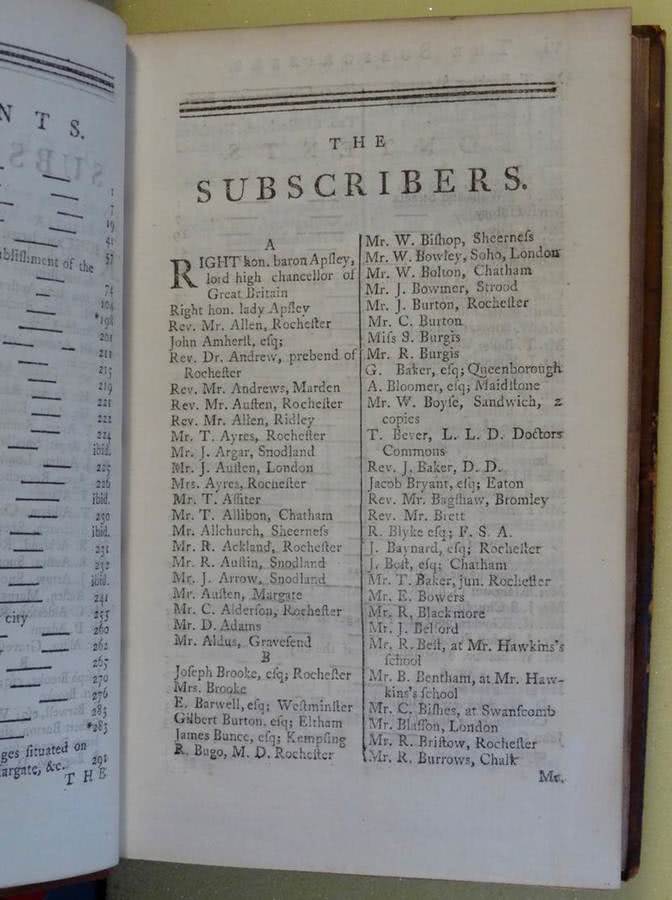 N T S.
1
7
19
41
ablishment of the 57
74
104
*198
201
211
215
219
221
222
224
ibid.
225
226
ibid.
230
ibid.
231
232
ibid.
241
city 255
260
262
265
270
276
283
*283
ges situated on
argate, &c. 291
T H E
T H E
SUBSCRIBERS.
A
RIGHT hon. baron Apſley,
lord high chancellor of
Great Britain
Right hon. lady Apſley
Rev. Mr. Allen, Rocheſter
John Amherſt, eſq;
Rev. Dr. Andrew, prebend of
Rocheſter
Rev. Mr. Andrews, Marden
Rev. Mr. Auſten, Rocheſter
Rev. Mr. Allen, Ridley
Mr. T. Ayres, Rocheſter
Mr. J. Argar, Snodland
Mr. J. Auſten, London
Mrs. Ayres, Rocheſter
Mr. T. Aſſiter
Mr. T. Allibon, Chatham
Mr. Allchurch, Sheerneſs
Mr. R. Ackland, Rocheſter
Mr. R. Auſtin, Snodland
Mr. J. Arrow, Snodland
Mr. Auſten, Margate
Mr. C. Alderſon, Rocheſter
Mr. D. Adams
Mr. Aldus, Graveſend
B
Joſeph Brooke, eſq; Rocheſter
Mrs. Brooke
E. Barwell, eſq; Weſtminſter
Gilbert Burton, eſq; Eltham
James Bunce, eſq; Kempſing
R. Bugo, M. D. Rocheſter
Mr. W. Biſhop, Sheerneſs
Mr. W. Bowley, Soho, London
Mr. W. Bolton, Chatham
Mr. J. Bowmer, Strood
Mr. J. Burton, Rocheſter
Mr. C. Burton
Miſs S. Burgis
Mr. R. Burgis
G. Baker, eſq; Queenborough
A. Bloomer, eſq; Maidſtone
Mr. W. Boyſe, Sandwich, 2
copies
T. Bever, L. L. D. Doctors
Commons
Rev. J. Baker, D. D.
Jacob Bryant, eſq; Eaton
Rev. Mr. Bagſhaw, Bromley
Rev. Mr. Brett
R. Blyke eſq; F. S. A.
J. Baynard, eſq; Rocheſter
J. Boſt, eſq; Chatham
Mr. T. Baker, jun. Rocheſter
Mr. E. Bowers
Mr. R. Blackmore
Mr. J. Belford
Mr. R. Beſt, at Mr. Hawkins's
ſchool
Mr. B. Bentham, at Mr. Haw-
kins's ſchool
Mr. C. Biſhes, at Swanſcomb
Mr. Blaſſon, London
Mr. R. Briſtow, Rocheſter
Mr. R. Burrows, Chalk
Mr.